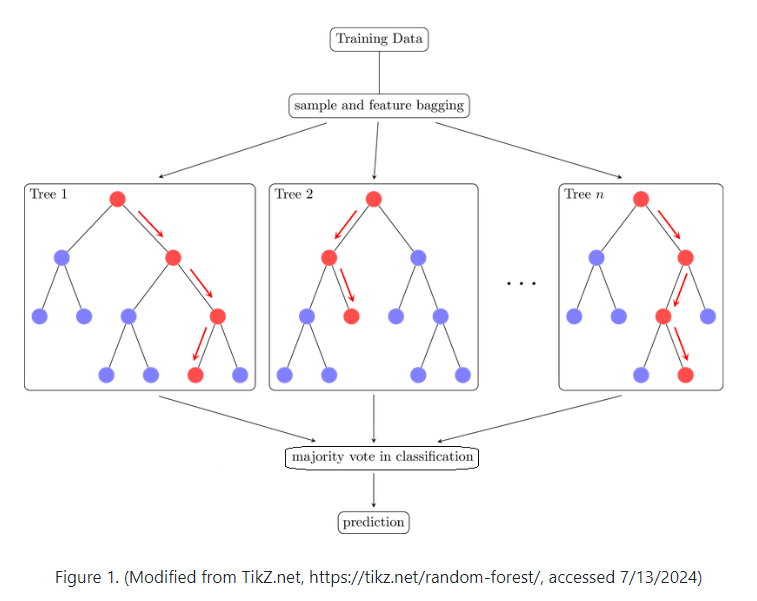 Training Data
sample and feature bagging
Tree 1
Tree 2
Tree n
. . .
majority vote in classification
prediction
Figure 1. (Modified from TikZ.net, https://tikz.net/random-forest/, accessed 7/13/2024)